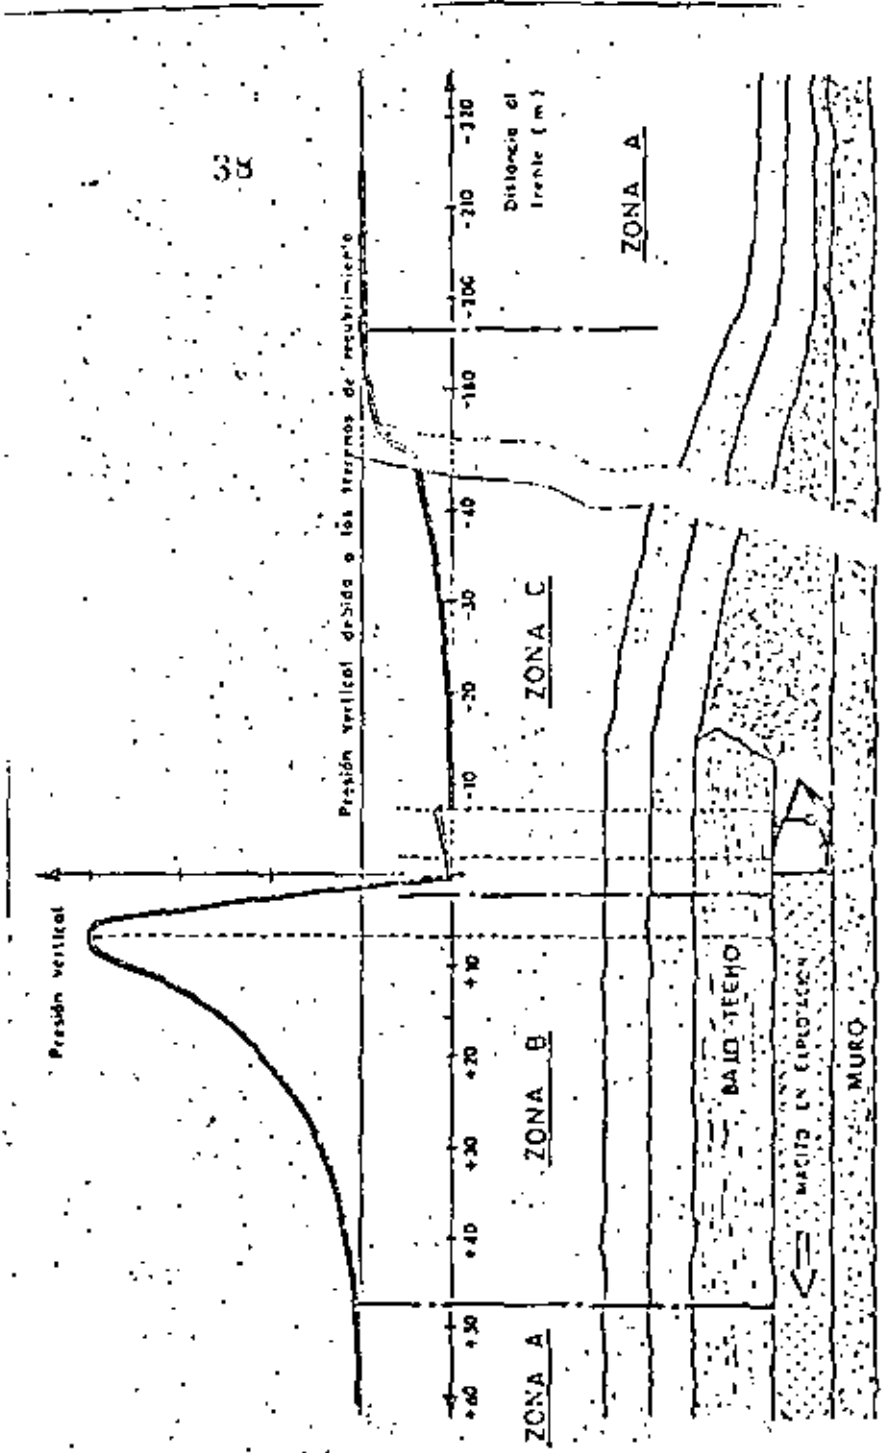 38
Presión vertical
Presión vertical debida a los terrenos de recubrimiento
+60
+50
+40
+30
+20
+10
-10
-20
-30
-40
-180
-200
-210
-220
Distancia al
frente (m)
ZONA A
ZONA B
ZONA C
ZONA A
BAJO TECHO
MACIZO EN EXPLOTACION
MURO